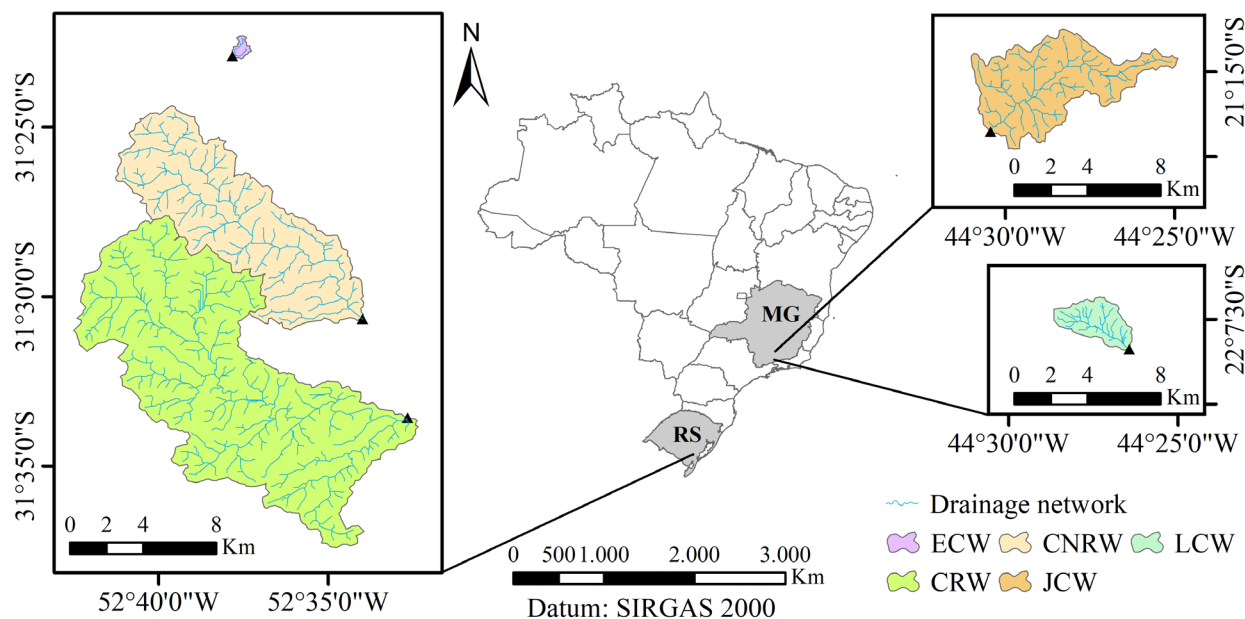 31°25'0"S
31°30'0"S
31°35'0"S
0 2 4 8
Km
52°40'0"W 52°35'0"W
N
MG
RS
0 500 1.000 2.000 3.000
Km
Datum: SIRGAS 2000
21°15'0"S
0 2 4 8
Km
44°30'0"W 44°25'0"W
22°7'30"S
0 2 4 8
Km
44°30'0"W 44°25'0"W
Drainage network
ECW CNRW LCW
CRW JCW